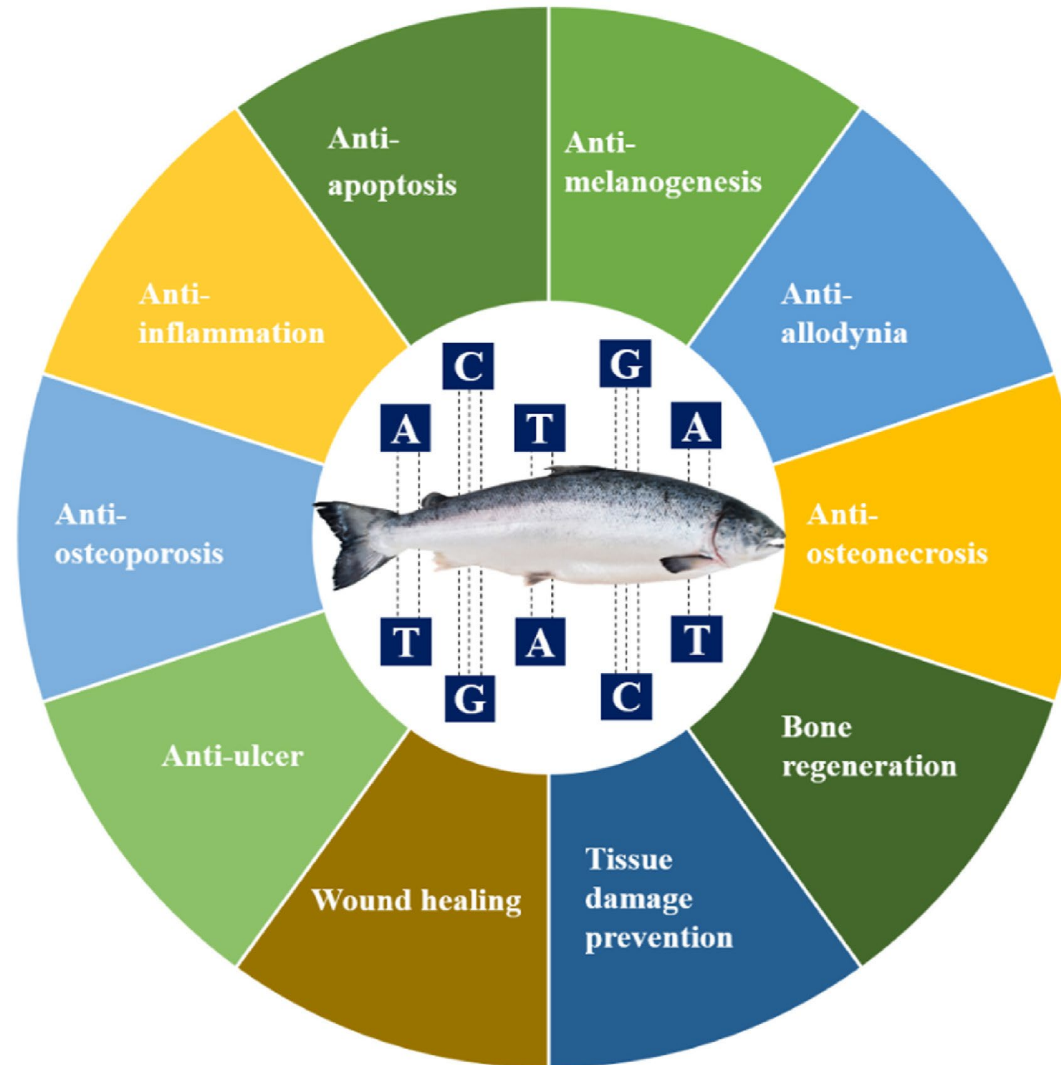 Anti-
apoptosis
Anti-
melanogenesis
Anti-
allodynia
Anti-
osteonecrosis
Bone
regeneration
Tissue
damage
prevention
Wound healing
Anti-ulcer
Anti-
osteoporosis
Anti-
inflammation
C
G
A
T
A
T
A
T
G
C